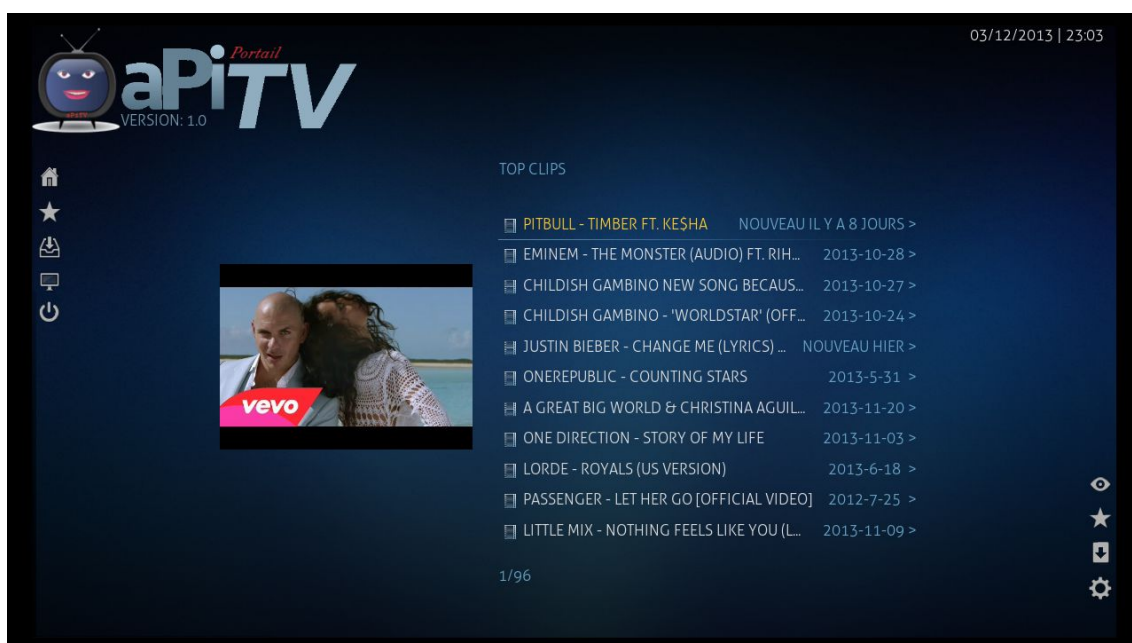 03/12/2013 | 23:03
Portail
aPiTV
APITV
VERSION: 1.0
TOP CLIPS
PITBULL - TIMBER FT. KE$HA NOUVEAU IL Y A 8 JOURS >
EMINEM - THE MONSTER (AUDIO) FT. RIH... 2013-10-28 >
CHILDISH GAMBINO NEW SONG BECAUS... 2013-10-27 >
CHILDISH GAMBINO - 'WORLDSTAR' (OFF... 2013-10-24 >
JUSTIN BIEBER - CHANGE ME (LYRICS) ... NOUVEAU HIER >
ONEREPUBLIC - COUNTING STARS 2013-5-31 >
A GREAT BIG WORLD & CHRISTINA AGUIL... 2013-11-20 >
ONE DIRECTION - STORY OF MY LIFE 2013-11-03 >
LORDE - ROYALS (US VERSION) 2013-6-18 >
PASSENGER - LET HER GO [OFFICIAL VIDEO] 2012-7-25 >
LITTLE MIX - NOTHING FEELS LIKE YOU (L... 2013-11-09 >
vevo
1/96